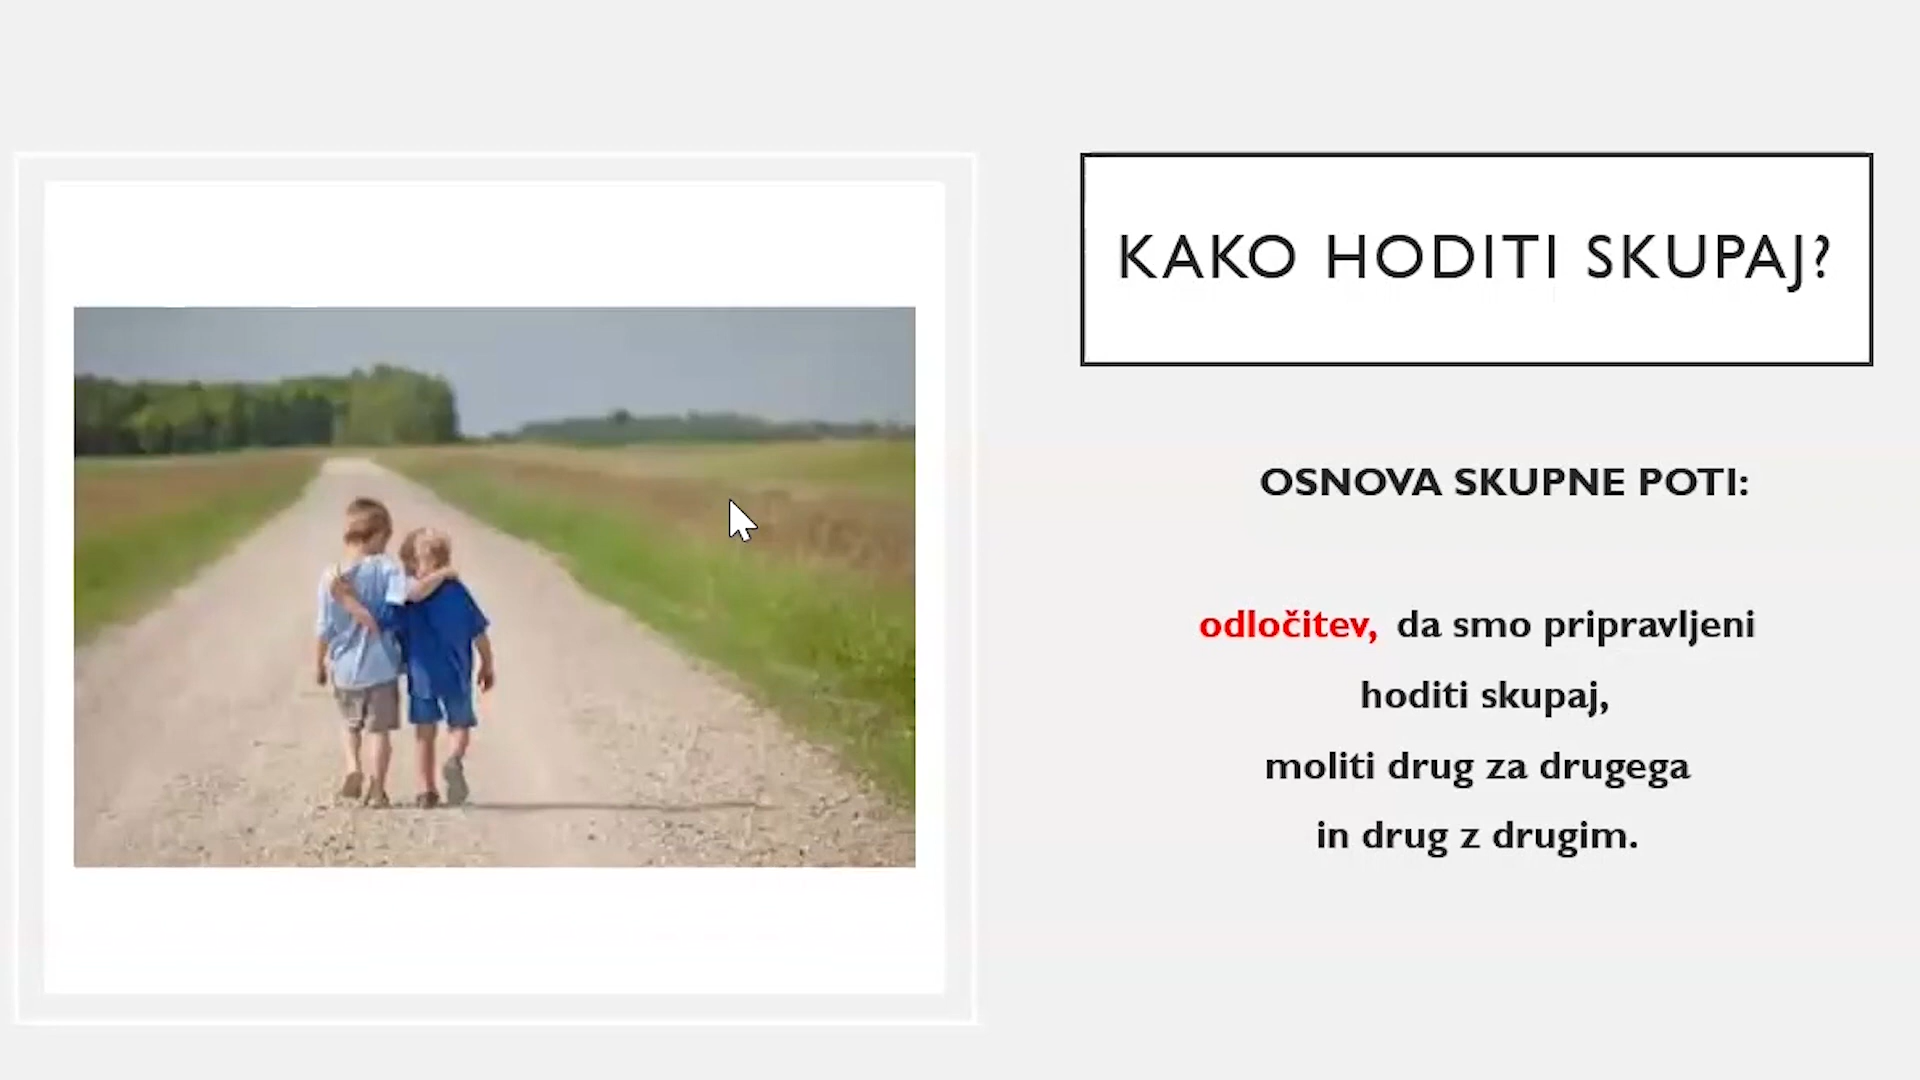 KAKO HODITI SKUPAJ?
OSNOVA SKUPNE POTI:
odločitev, da smo pripravljeni
hoditi skupaj,
moliti drug za drugega
in drug z drugim.